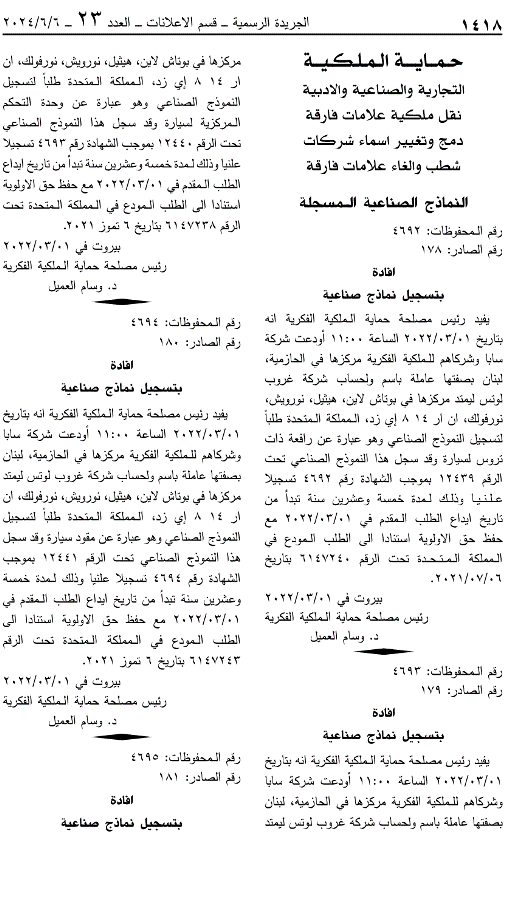 ١٤١٨
الجريدة الرسمية ـ قسم الاعلانات ـ العدد ٢٣ ـ ٢٠٢٤/٦/٦
حماية الملكية
التجارية والصناعية والادبية
نقل ملكية علامات فارقة
دمج وتغيير اسماء شركات
شطب والغاء علامات فارقة
النماذج الصناعية المسجلة
رقم المحفوظات: ٤٦٩٢
رقم الصادر: ١٧٨
افادة
بتسجيل نماذج صناعية
يفيد رئيس مصلحة حماية الملكية الفكرية انه
بتاريخ ٢٠٢٢/٠٣/٠١ الساعة ١١:٠٠ أودعت شركة
سابا وشركاهم للملكية الفكرية مركزها في الحازمية،
لبنان بصفتها عاملة باسم ولحساب شركة غروب
لوتس ليمتد مركزها في بوتاش لاين، هيثيل، نورويش،
نورفولك، ان ار ١٤ ٨ إي زد، المملكة المتحدة طلباً
لتسجيل النموذج الصناعي وهو عبارة عن رافعة ذات
تروس لسيارة وقد سجل هذا النموذج الصناعي تحت
الرقم ١٢٤٣٩ بموجب الشهادة رقم ٤٦٩٢ تسجيلا
علنيا وذلك لمدة خمسة وعشرين سنة تبدأ من
تاريخ ايداع الطلب المقدم في ٢٠٢٢/٠٣/٠١ مع
حفظ حق الاولوية استنادا الى الطلب المودع في
المملكة المتحدة تحت الرقم ٦١٤٧٢٤٠ بتاريخ
٢٠٢١/٠٧/٠٦.
بيروت في ٢٠٢٢/٠٣/٠١
رئيس مصلحة حماية الملكية الفكرية
د. وسام العميل
رقم المحفوظات: ٤٦٩٣
رقم الصادر: ١٧٩
افادة
بتسجيل نماذج صناعية
يفيد رئيس مصلحة حماية الملكية الفكرية انه بتاريخ
٢٠٢٢/٠٣/٠١ الساعة ١١:٠٠ أودعت شركة سابا
وشركاهم للملكية الفكرية مركزها في الحازمية، لبنان
بصفتها عاملة باسم ولحساب شركة غروب لوتس ليمتد
مركزها في بوتاش لاين، هيثيل، نورويش، نورفولك، ان
ار ١٤ ٨ إي زد، المملكة المتحدة طلباً لتسجيل
النموذج الصناعي وهو عبارة عن وحدة التحكم
المركزية لسيارة وقد سجل هذا النموذج الصناعي
تحت الرقم ١٢٤٤٠ بموجب الشهادة رقم ٤٦٩٣ تسجيلا
علنيا وذلك لمدة خمسة وعشرين سنة تبدأ من تاريخ ايداع
الطلب المقدم في ٢٠٢٢/٠٣/٠١ مع حفظ حق الاولوية
استنادا الى الطلب المودع في المملكة المتحدة تحت
الرقم ٦١٤٧٢٣٨ بتاريخ ٦ تموز ٢٠٢١.
بيروت في ٢٠٢٢/٠٣/٠١
رئيس مصلحة حماية الملكية الفكرية
د. وسام العميل
رقم المحفوظات: ٤٦٩٤
رقم الصادر: ١٨٠
افادة
بتسجيل نماذج صناعية
يفيد رئيس مصلحة حماية الملكية الفكرية انه بتاريخ
٢٠٢٢/٠٣/٠١ الساعة ١١:٠٠ أودعت شركة سابا
وشركاهم للملكية الفكرية مركزها في الحازمية، لبنان
بصفتها عاملة باسم ولحساب شركة غروب لوتس ليمتد
مركزها في بوتاش لاين، هيثيل، نورويش، نورفولك، ان
ار ١٤ ٨ إي زد، المملكة المتحدة طلباً لتسجيل
النموذج الصناعي وهو عبارة عن مقود سيارة وقد سجل
هذا النموذج الصناعي تحت الرقم ١٢٤٤١ بموجب
الشهادة رقم ٤٦٩٤ تسجيلا علنيا وذلك لمدة خمسة
وعشرين سنة تبدأ من تاريخ ايداع الطلب المقدم في
٢٠٢٢/٠٣/٠١ مع حفظ حق الاولوية استنادا الى
الطلب المودع في المملكة المتحدة تحت الرقم
٦١٤٧٢٤٣ بتاريخ ٦ تموز ٢٠٢١.
بيروت في ٢٠٢٢/٠٣/٠١
رئيس مصلحة حماية الملكية الفكرية
د. وسام العميل
رقم المحفوظات: ٤٦٩٥
رقم الصادر: ١٨١
افادة
بتسجيل نماذج صناعية